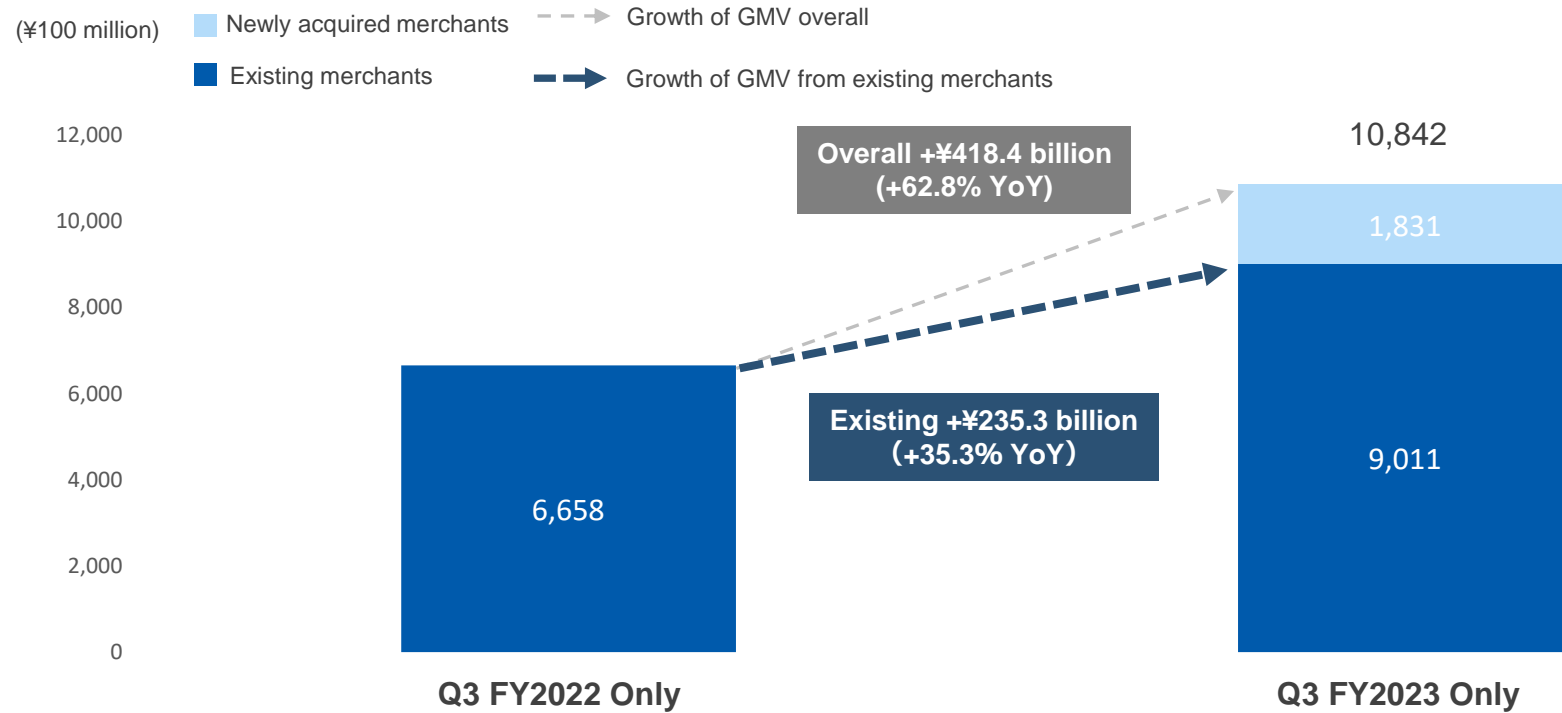 (¥100 million)
Newly acquired merchants
Growth of GMV overall
Existing merchants
Growth of GMV from existing merchants
12,000
10,000
8,000
6,000
4,000
2,000
0
Overall +¥418.4 billion
(+62.8% YoY)
10,842
1,831
Existing +¥235.3 billion
（+35.3% YoY）
9,011
6,658
Q3 FY2022 Only
Q3 FY2023 Only